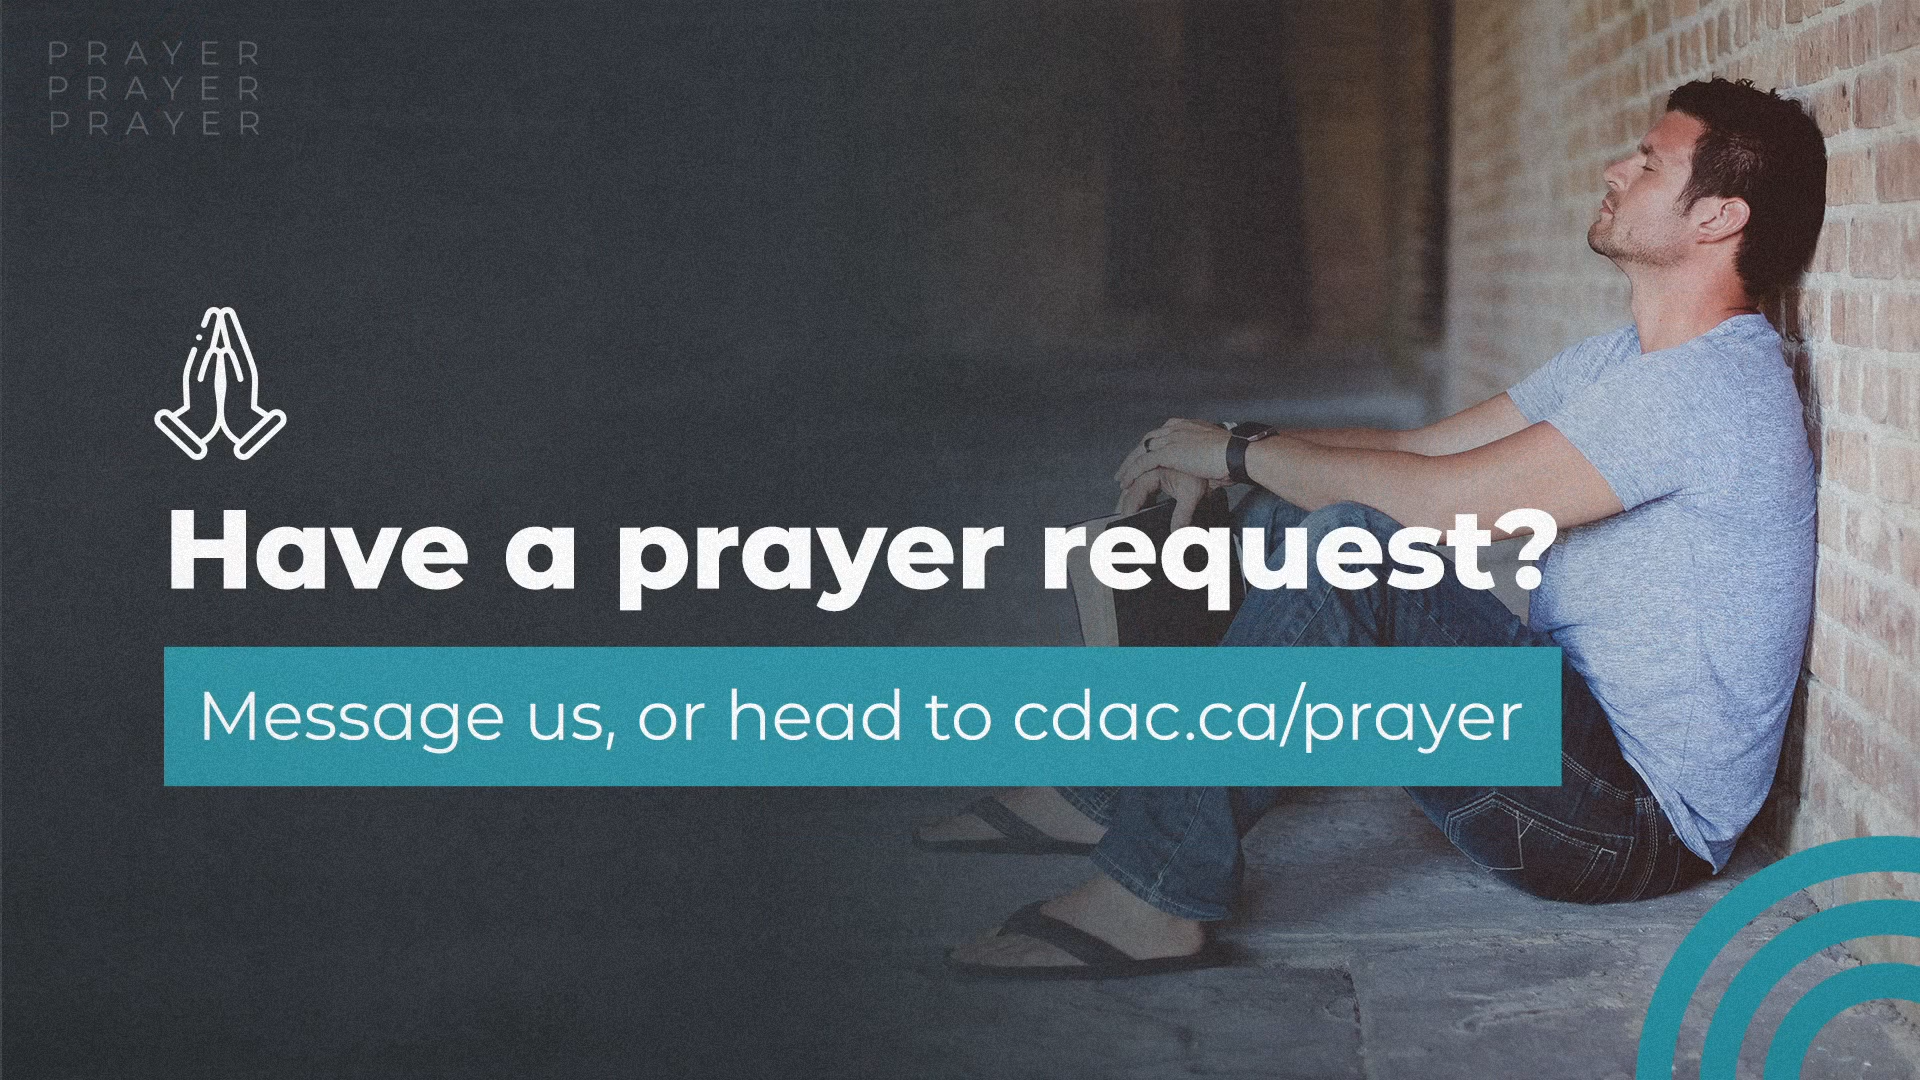 PRAYER
PRAYER
PRAYER
Have a prayer request?
Message us, or head to cdac.ca/prayer